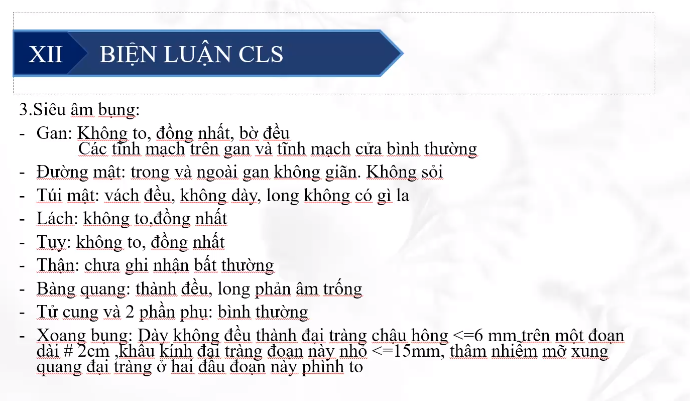 XII BIỆN LUẬN CLS
3.Siêu âm bụng:
- Gan: Không to, đồng nhất, bờ đều
Các tĩnh mạch trên gan và tĩnh mạch cửa bình thường
- Đường mật: trong và ngoài gan không giãn. Không sỏi
- Túi mật: vách đều, không dày, long không có gì la
- Lách: không to,đồng nhất
- Tụy: không to, đồng nhất
- Thận: chưa ghi nhận bất thường
- Bàng quang: thành đều, long phản âm trống
- Tử cung và 2 phần phụ: bình thường
- Xoang bụng: Dày không đều thành đại tràng chậu hông <=6 mm trên một đoạn
dài # 2cm ,khẩu kính đại tràng đoạn này nhỏ <=15mm, thâm nhiễm mỡ xung
quang đại tràng ở hai đầu đoạn này phình to